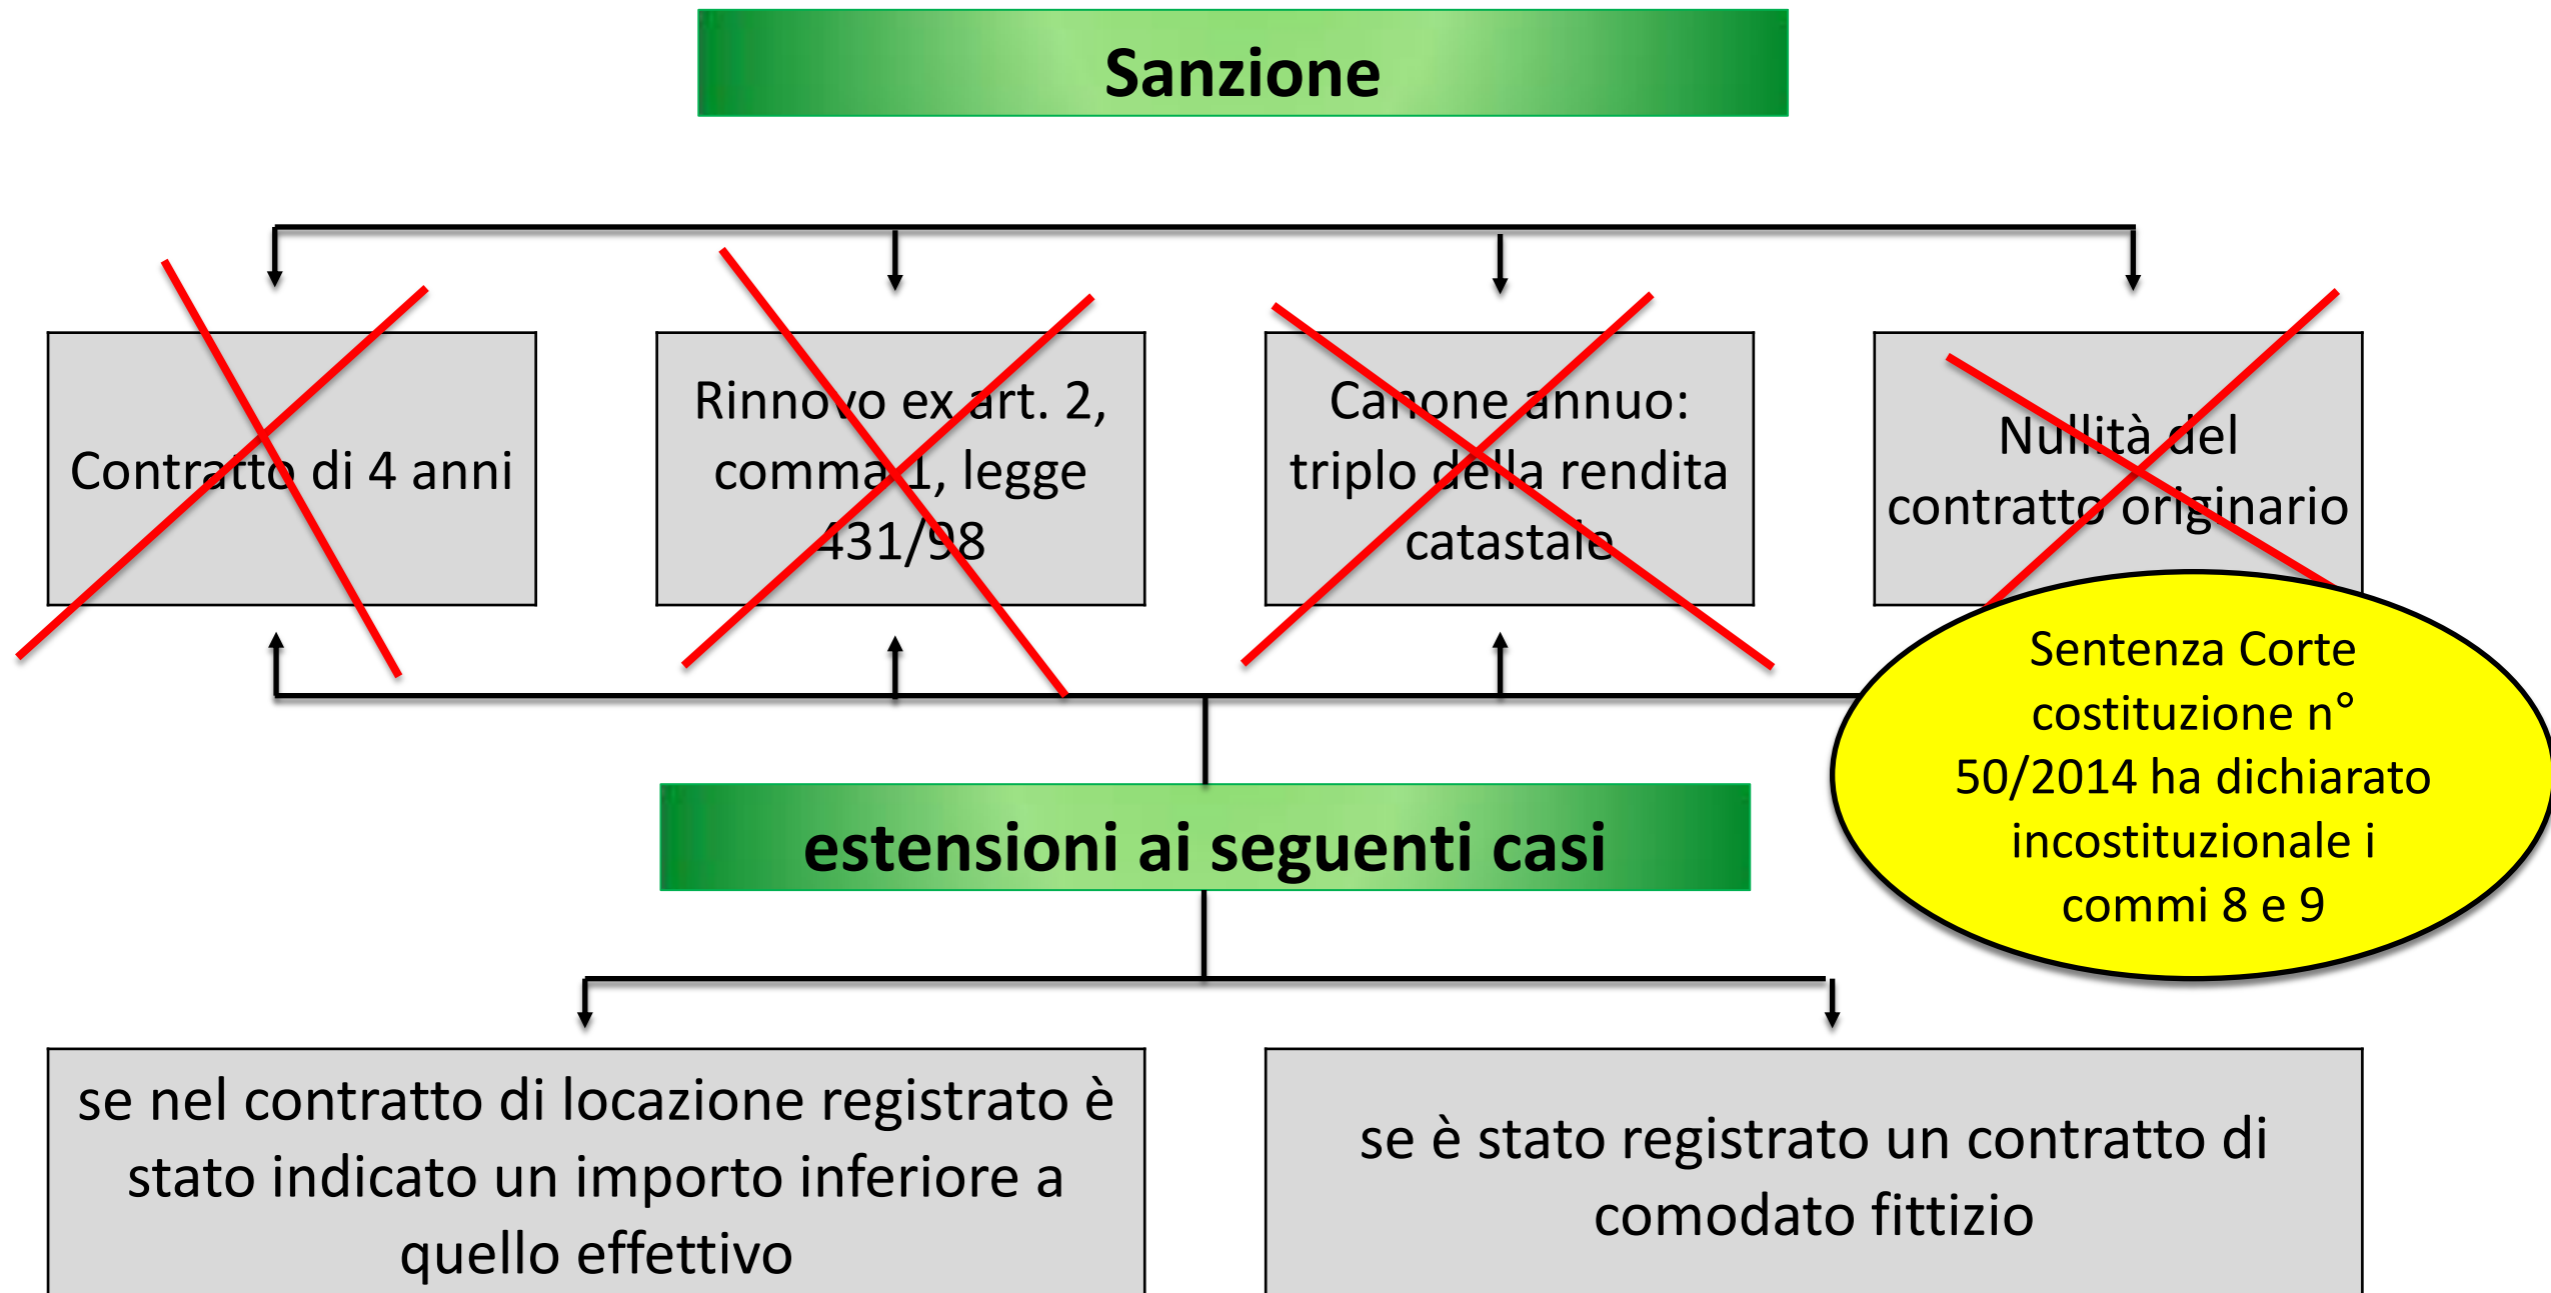 Sanzione
Contratto di 4 anni
Rinnovo ex art. 2,
comma 1, legge
431/98
Canone annuo:
triplo della rendita
catastale
Nullità del
contratto originario
Sentenza Corte
costituzione n°
50/2014 ha dichiarato
incostituzionale i
commi 8 e 9
estensioni ai seguenti casi
se nel contratto di locazione registrato è
stato indicato un importo inferiore a
quello effettivo
se è stato registrato un contratto di
comodato fittizio